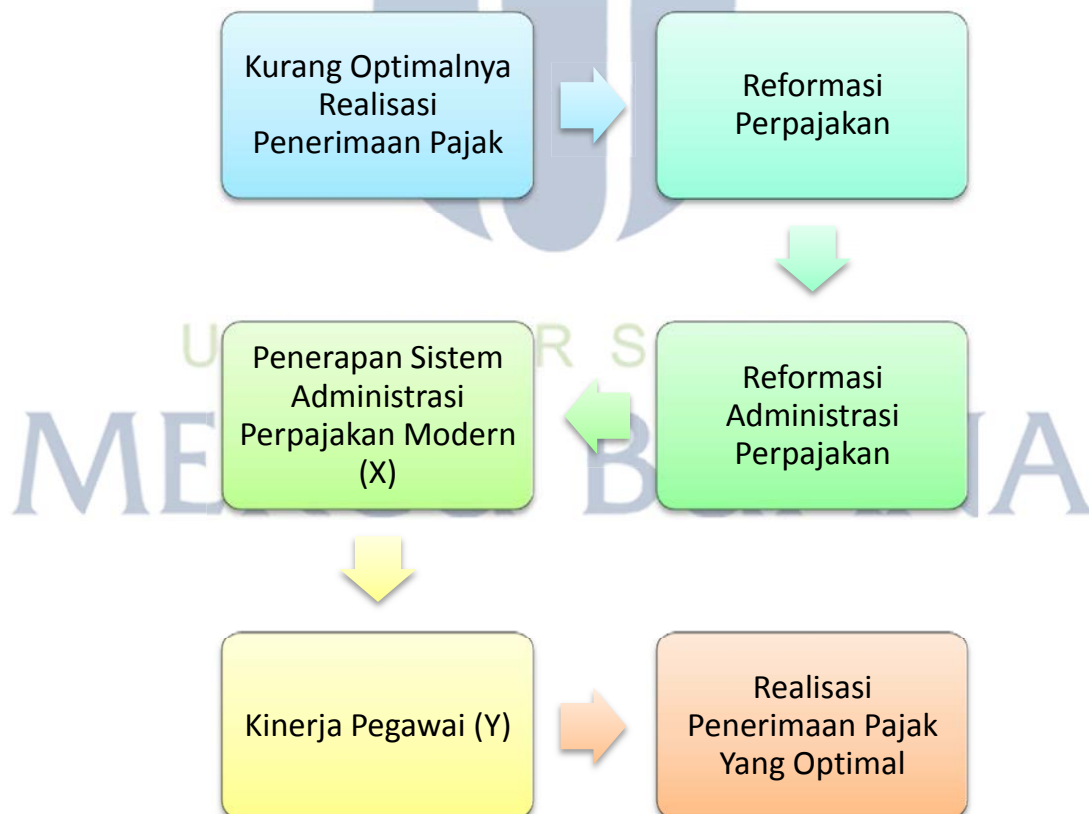 Kurang Optimalnya
Realisasi
Penerimaan Pajak
Reformasi
Perpajakan
Reformasi
Administrasi
Perpajakan
Penerapan Sistem
Administrasi
Perpajakan Modern
(X)
Kinerja Pegawai (Y)
Realisasi
Penerimaan Pajak
Yang Optimal